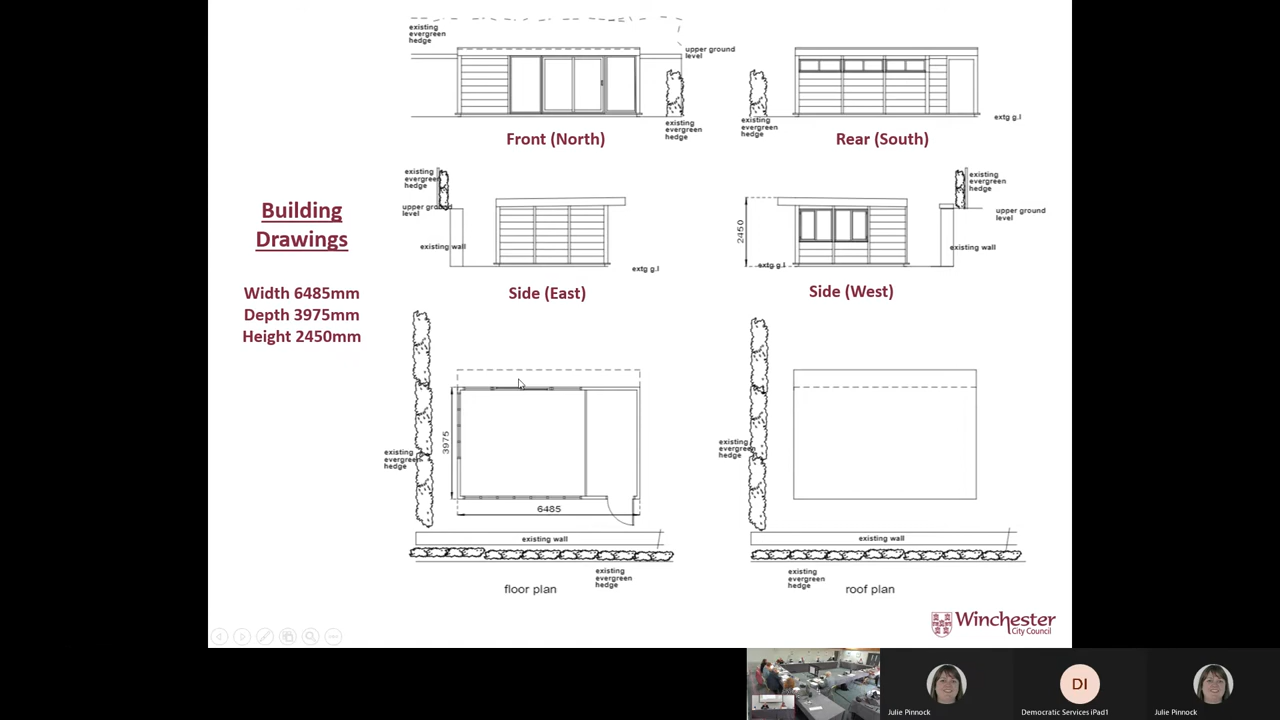 existing
evergreen
hedge
upper ground
level
existing
evergreen
hedge
existing
evergreen
hedge
extg g.l
Front (North)
Rear (South)
existing
evergreen
hedge
upper ground
level
existing wall
extg g.l
existing
evergreen
hedge
upper ground
level
2450
existing wall
extg g.l
Building
Drawings
Side (East)
Side (West)
Width 6485mm
Depth 3975mm
Height 2450mm
existing
evergreen
hedge
3975
6485
existing wall
existing
evergreen
hedge
floor plan
existing
evergreen
hedge
existing wall
existing
evergreen
hedge
roof plan
Winchester
City Council
Julie Pinnock
DI
Democratic Services iPad1
Julie Pinnock